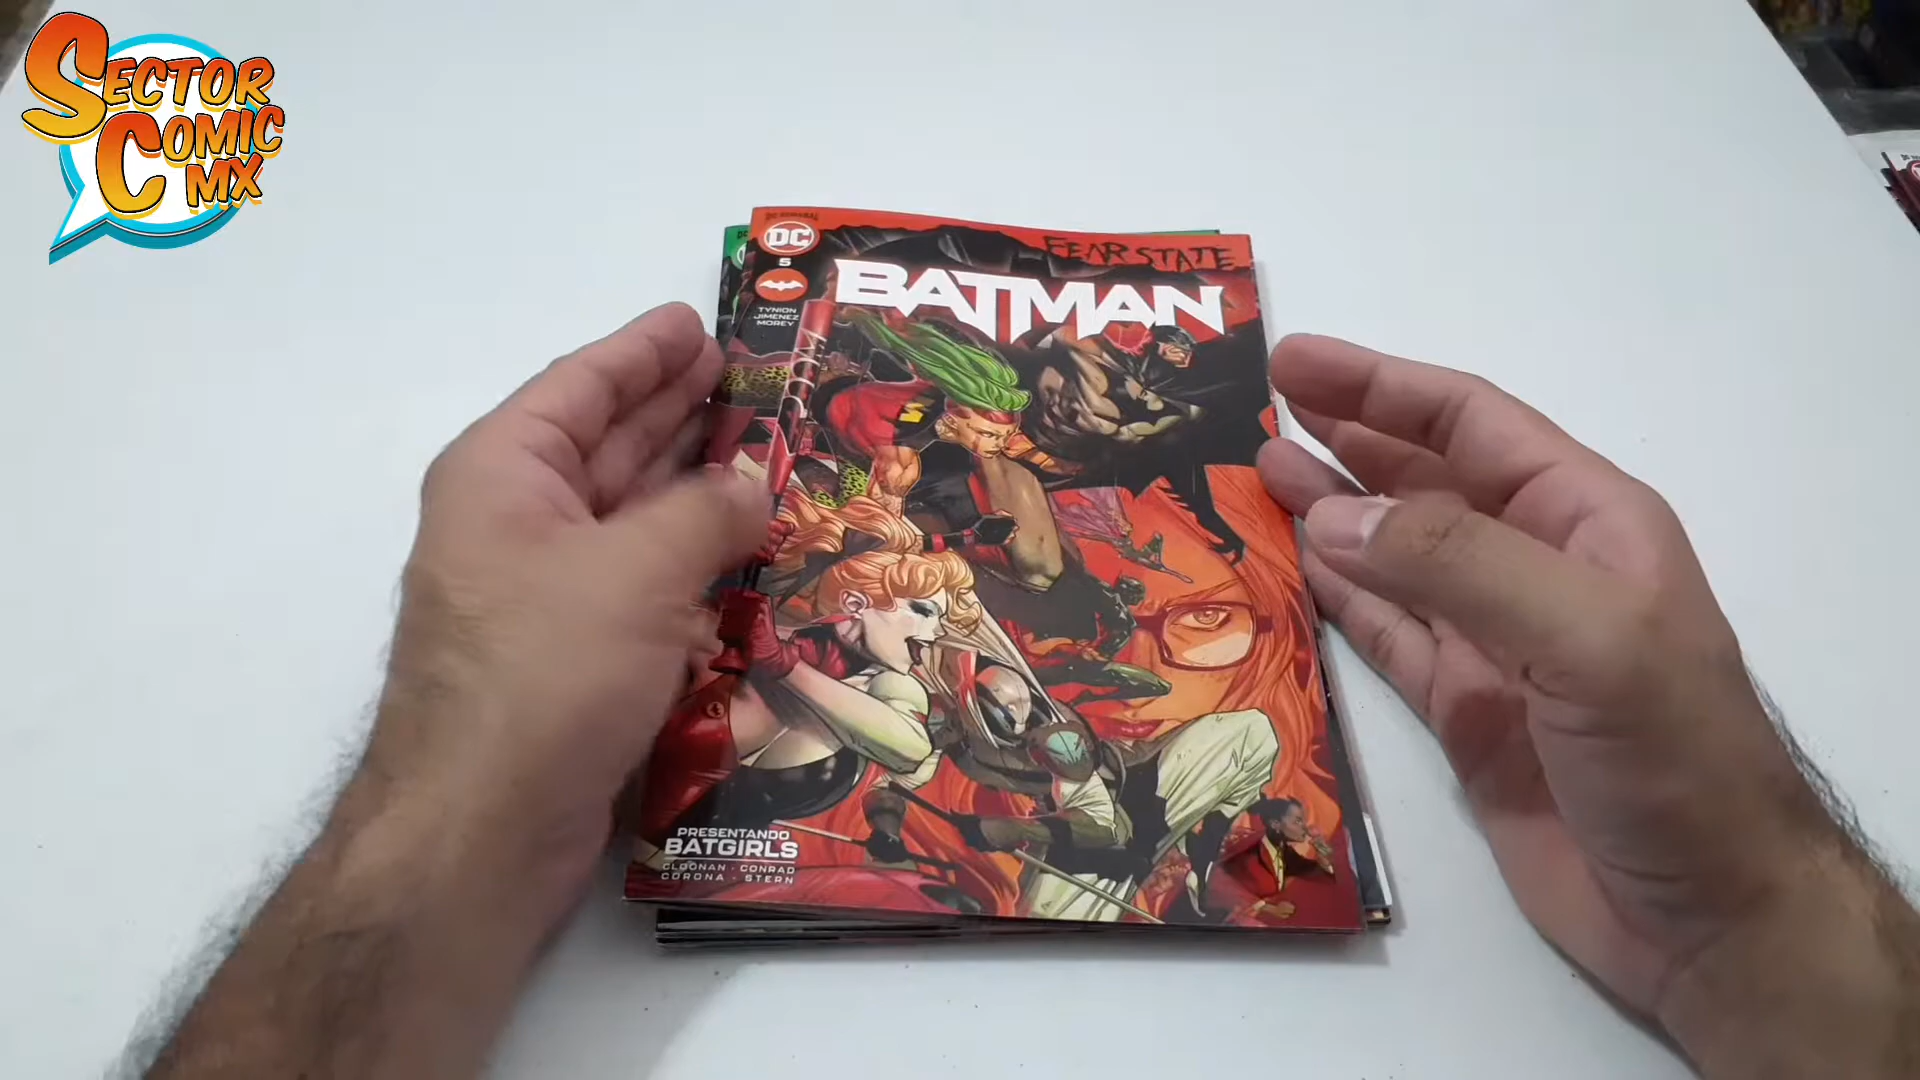 SECTOR
COMIC
MX
FEAR STATE
DC
5
BATMAN
TYNION
JIMENEZ
MOREY
PRESENTANDO
BATGIRLS
CLOONAN - CONRAD
CORONA - STERN